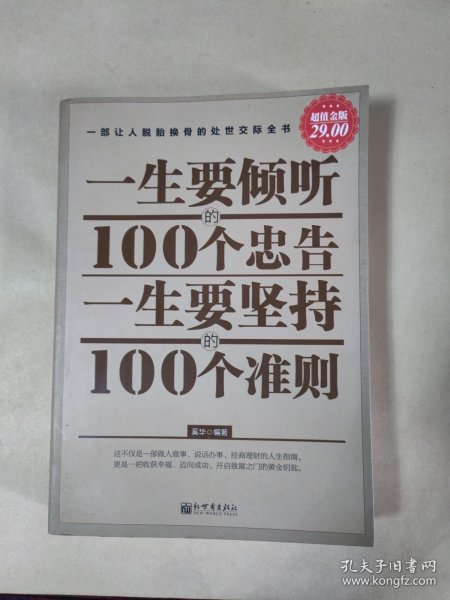 超值金版
29.00
一部让人脱胎换骨的处世交际全书
一生要倾听
的
100个忠告
一生要坚持
的
100个准则
奚华◎编著
这不仅是一部做人做事、说话办事、经商理财的人生指南，
更是一把收获幸福、迈向成功、开启致富之门的黄金钥匙。
新世界出版社
NEW WORLD PRESS
孔夫子旧书网
www.kongfz.com